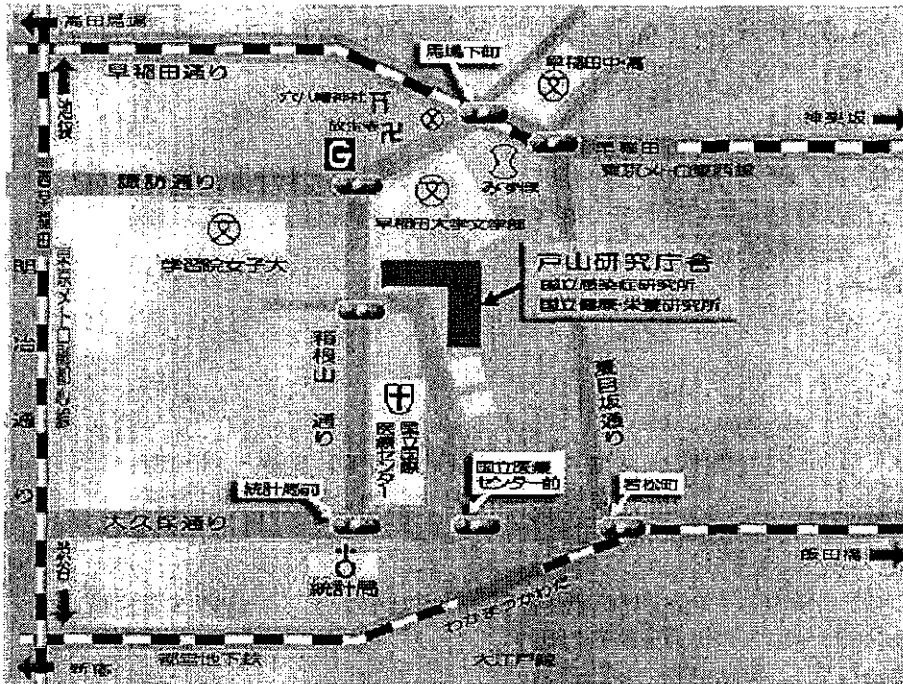 高田馬場
早稲田通り
馬場下町
早稲田中・高
穴八幡神社
放生寺
神楽坂
池袋
G
早稲田
東京メトロ東西線
諏訪通り
みずほ
早稲田大学文学部
西早稲田
学習院女子大
戸山研究庁舎
国立感染症研究所
国立健康・栄養研究所
明治通り
東京メトロ副都心線
箱根山通り
夏目坂通り
国立国際
医療センター
統計局前
国立医療
センター前
若松町
大久保通り
飯田橋
渋谷
統計局
わかまつかわだ
新宿
都営地下鉄
大江戸線